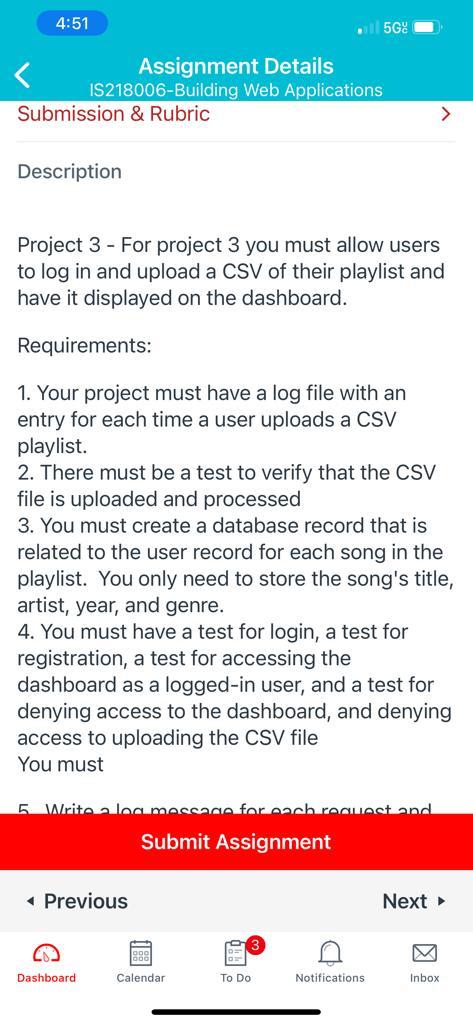 4:51
5G
Assignment Details
IS218006-Building Web Applications
Submission & Rubric
Description
Project 3 - For project 3 you must allow users
to log in and upload a CSV of their playlist and
have it displayed on the dashboard.
Requirements:
1. Your project must have a log file with an
entry for each time a user uploads a CSV
playlist.
2. There must be a test to verify that the CSV
file is uploaded and processed
3. You must create a database record that is
related to the user record for each song in the
playlist.  You only need to store the song's title,
artist, year, and genre.
4. You must have a test for login, a test for
registration, a test for accessing the
dashboard as a logged-in user, and a test for
denying access to the dashboard, and denying
access to uploading the CSV file
You must
5. Write a log message for each request and
Submit Assignment
Previous
Next
3
Dashboard
Calendar
To Do
Notifications
Inbox